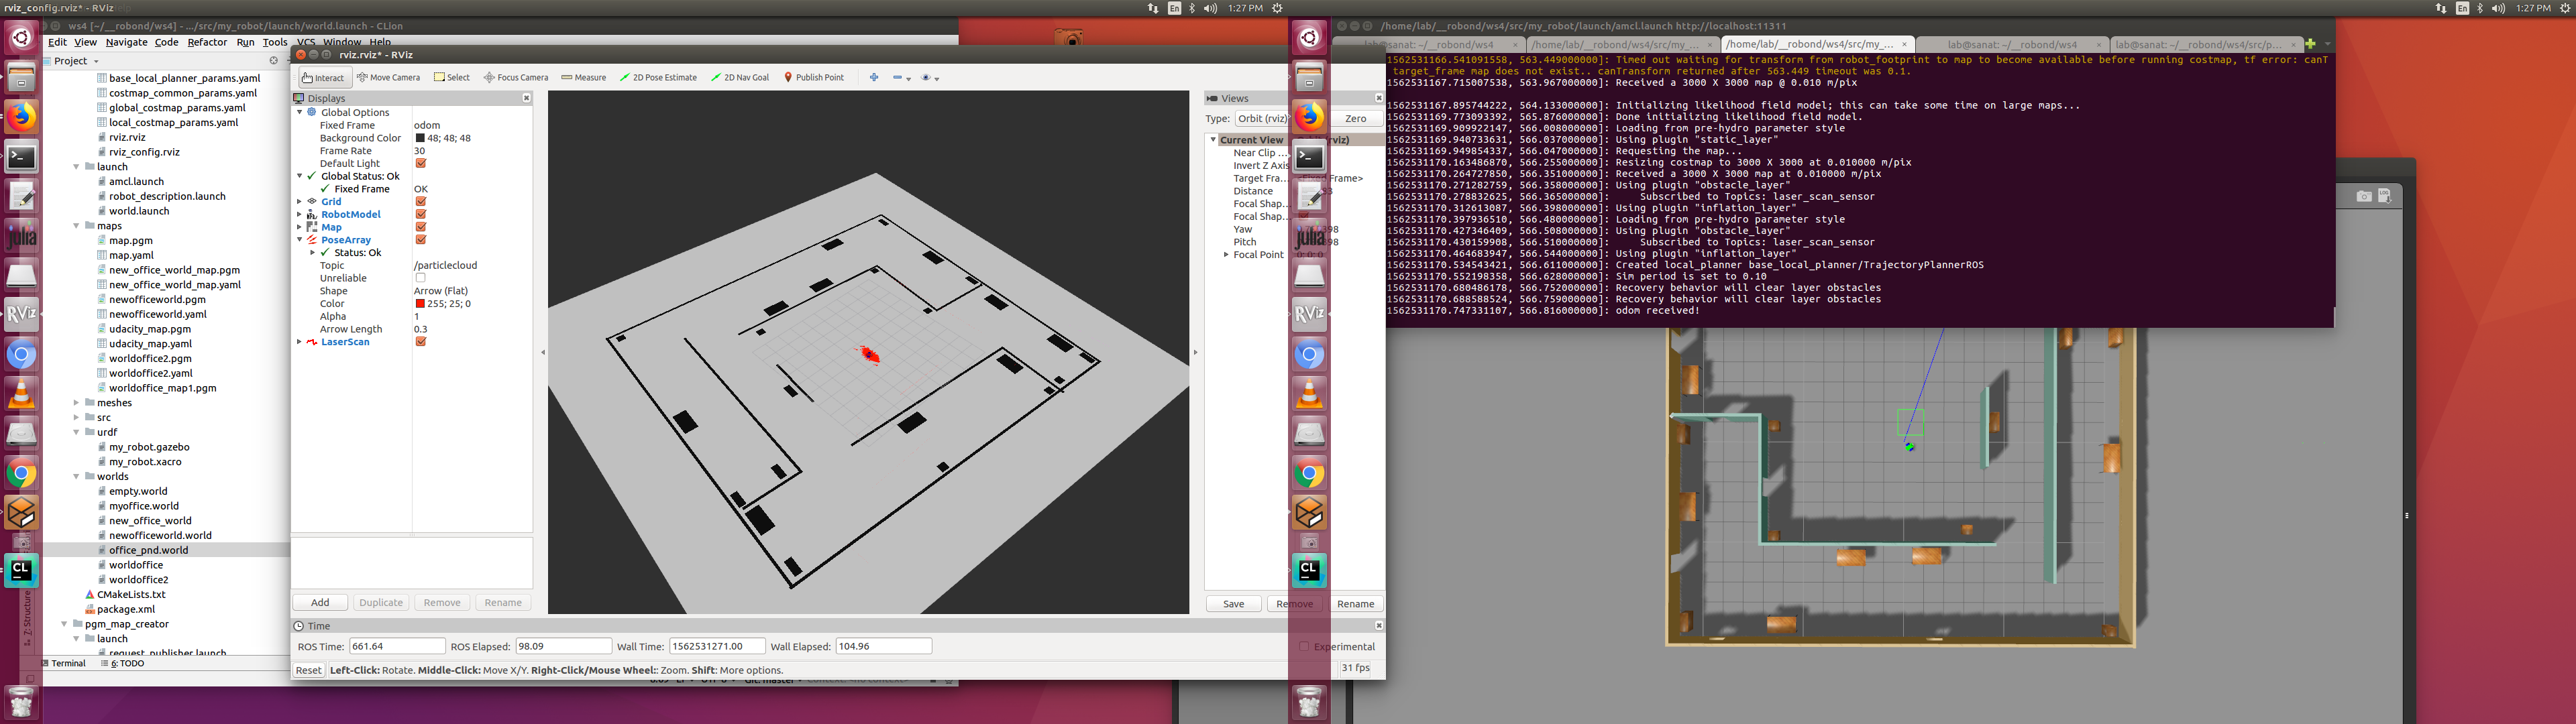 rviz_config.rviz* - RViz
En
1:27 PM
ws4 [~/__robond/ws4] - .../src/my_robot/launch/world.launch - CLion
Edit View Navigate Code Refactor Run Tools VCS Window Help
Project
base_local_planner_params.yaml
costmap_common_params.yaml
global_costmap_params.yaml
local_costmap_params.yaml
rviz.rviz
rviz_config.rviz
launch
amcl.launch
robot_description.launch
world.launch
maps
map.pgm
map.yaml
new_office_world_map.pgm
new_office_world_map.yaml
newofficeworld.pgm
newofficeworld.yaml
udacity_map.pgm
udacity_map.yaml
worldoffice2.pgm
worldoffice2.yaml
worldoffice_map1.pgm
meshes
src
urdf
my_robot.gazebo
my_robot.xacro
worlds
empty.world
myoffice.world
new_office_world
newofficeworld.world
office_pnd.world
worldoffice
worldoffice2
CMakeLists.txt
package.xml
pgm_map_creator
launch
request_publisher.launch
Z: Structure
Terminal 6: TODO
rviz.rviz* - RViz
Interact Move Camera Select Focus Camera Measure 2D Pose Estimate 2D Nav Goal Publish Point
Displays
Global Options
Fixed Frame odom
Background Color 48; 48; 48
Frame Rate 30
Default Light
Global Status: Ok
Fixed Frame OK
Grid
RobotModel
Map
PoseArray
Status: Ok
Topic /particlecloud
Unreliable
Shape Arrow (Flat)
Color 255; 25; 0
Alpha 1
Arrow Length 0.3
LaserScan
Add Duplicate Remove Rename
Time
ROS Time: 661.64 ROS Elapsed: 98.09 Wall Time: 1562531271.00 Wall Elapsed: 104.96 Experimental
Reset Left-Click: Rotate. Middle-Click: Move X/Y. Right-Click/Mouse Wheel:: Zoom. Shift: More options. 31 fps
Views
Type: Orbit (rviz) Zero
Current View
Near Clip ...
Invert Z Axis
Target Fra...
Distance
Focal Shap...
Focal Shap...
Yaw
Pitch
Focal Point
Save Remove Rename
En
1:27 PM
/home/lab/__robond/ws4/src/my_robot/launch/amcl.launch http://localhost:11311
lab@sanat: ~/__robond/ws4 /home/lab/__robond/ws4/src/my_... /home/lab/__robond/ws4/src/my_... lab@sanat: ~/__robond/ws4 lab@sanat: ~/__robond/ws4/src/p...
1562531166.541091558, 563.449000000]: Timed out waiting for transform from robot_footprint to map to become available before running costmap, tf error: canT
target_frame map does not exist.. canTransform returned after 563.449 timeout was 0.1.
1562531167.715007538, 563.967000000]: Received a 3000 X 3000 map @ 0.010 m/pix
1562531167.895744222, 564.133000000]: Initializing likelihood field model; this can take some time on large maps...
1562531169.773093392, 565.876000000]: Done initializing likelihood field model.
1562531169.909922147, 566.008000000]: Loading from pre-hydro parameter style
1562531169.940733631, 566.037000000]: Using plugin "static_layer"
1562531169.949854337, 566.047000000]: Requesting the map...
1562531170.163486870, 566.255000000]: Resizing costmap to 3000 X 3000 at 0.010000 m/pix
1562531170.264727850, 566.351000000]: Received a 3000 X 3000 map at 0.010000 m/pix
1562531170.271282759, 566.358000000]: Using plugin "obstacle_layer"
1562531170.278832625, 566.365000000]: Subscribed to Topics: laser_scan_sensor
1562531170.312613087, 566.398000000]: Using plugin "inflation_layer"
1562531170.397936510, 566.480000000]: Loading from pre-hydro parameter style
1562531170.427346409, 566.508000000]: Using plugin "obstacle_layer"
1562531170.430159908, 566.510000000]: Subscribed to Topics: laser_scan_sensor
1562531170.464683947, 566.544000000]: Using plugin "inflation_layer"
1562531170.534543421, 566.611000000]: Created local_planner base_local_planner/TrajectoryPlannerROS
1562531170.552198358, 566.628000000]: Sim period is set to 0.10
1562531170.680486178, 566.752000000]: Recovery behavior will clear layer obstacles
1562531170.688588524, 566.759000000]: Recovery behavior will clear layer obstacles
1562531170.747331107, 566.816000000]: odom received!